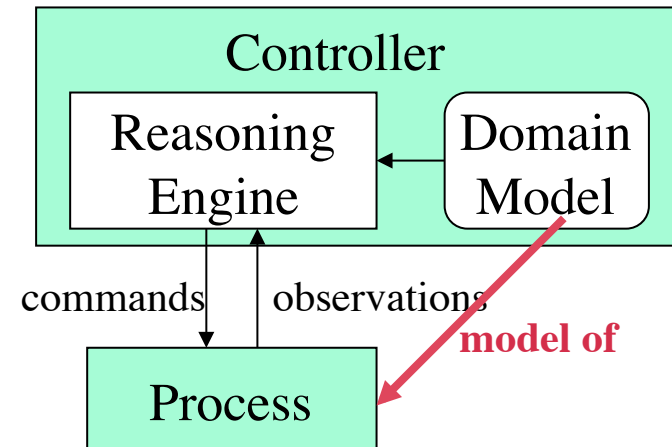 Controller
Reasoning
Engine
Domain
Model
commands
observations
model of
Process